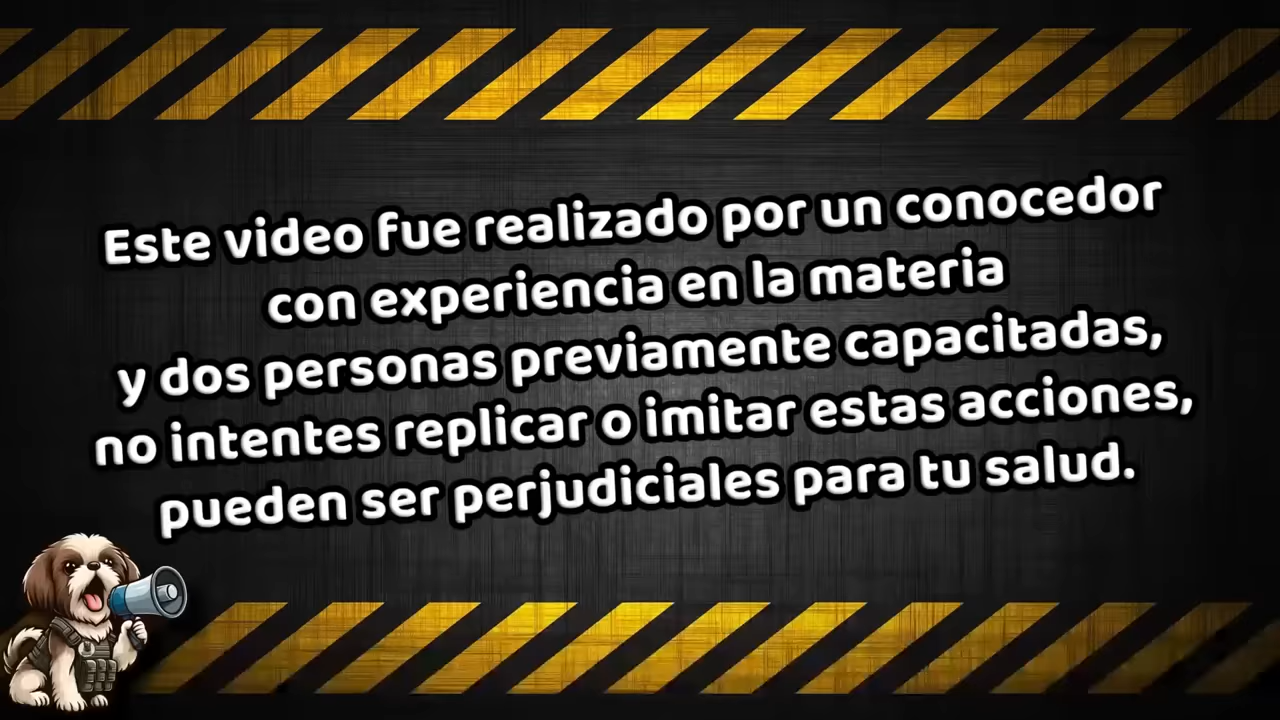 Este video fue realizado por un conocedor
con experiencia en la materia
y dos personas previamente capacitadas,
no intentes replicar o imitar estas acciones,
pueden ser perjudiciales para tu salud.